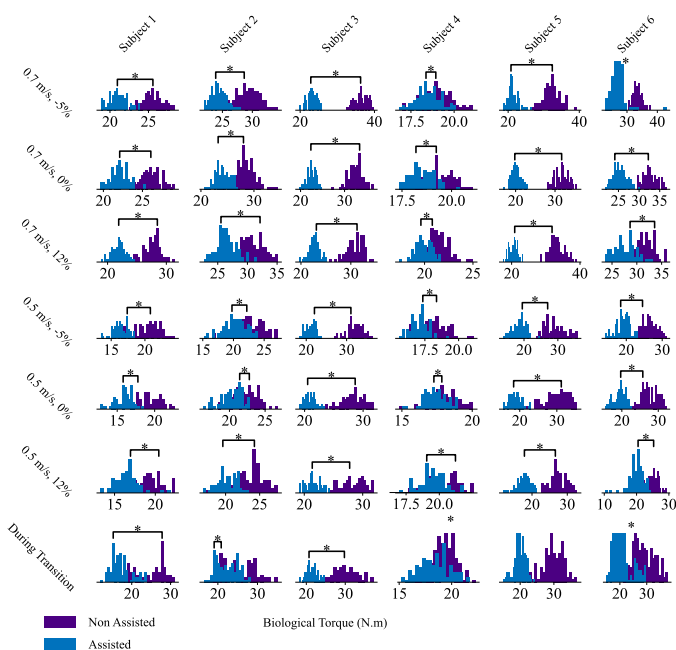 Subject 1 Subject 2 Subject 3 Subject 4 Subject 5 Subject 6
0.7 m/s, -5%
* * * * * *
20 25 25 30 20 40 17.5 20.0 20 40 30 40
0.7 m/s, 0%
* * * * * *
20 25 20 30 20 30 17.5 20.0 20 30 25 30 35
0.7 m/s, 12%
* * * * * *
20 30 25 30 35 20 30 20 25 20 30 40 25 30 35
0.5 m/s, -5%
* * * * * *
15 20 15 20 25 20 30 17.5 20.0 20 30 20 30
0.5 m/s, 0%
* * * * * *
15 20 20 25 20 30 15 20 20 30 20 30
0.5 m/s, 12%
* * * * * *
15 20 20 25 20 30 17.5 20.0 20 30 10 20 30
During Transition
* * * * *
20 30 20 30 20 30 15 20 20 30 20 30
Non Assisted Biological Torque (N.m)
Assisted